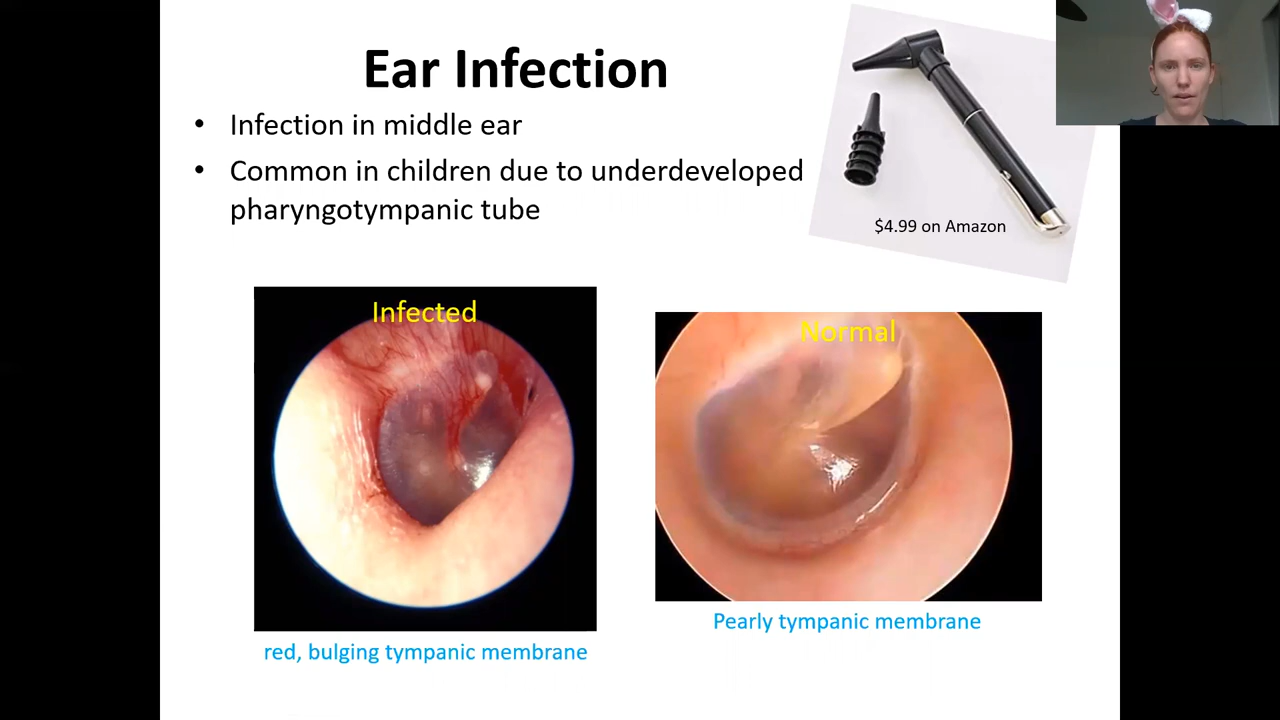 Ear Infection
• Infection in middle ear
• Common in children due to underdeveloped
pharyngotympanic tube
$4.99 on Amazon
Infected
Normal
red, bulging tympanic membrane
Pearly tympanic membrane